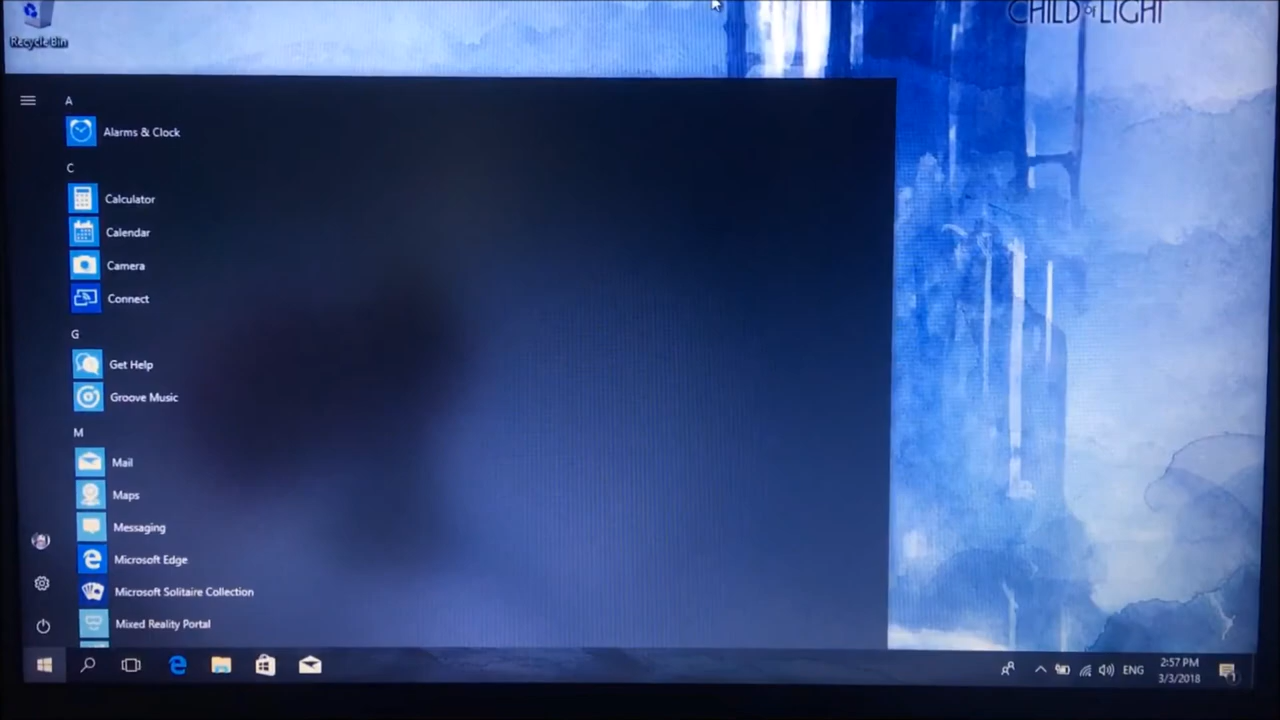 CHILD OF LIGHT
Recycle Bin
A
Alarms & Clock
C
Calculator
Calendar
Camera
Connect
G
Get Help
Groove Music
M
Mail
Maps
Messaging
Microsoft Edge
Microsoft Solitaire Collection
Mixed Reality Portal
ENG
2:57 PM
3/3/2018